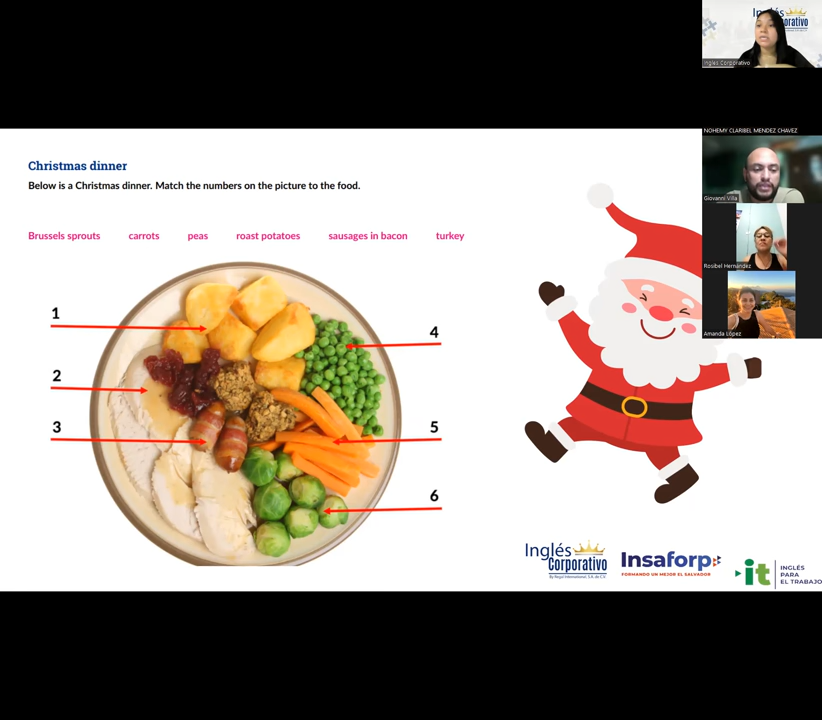 Inglés
Corporativo
Inglés Corporativo
NOHEMY CLARIBEL MENDEZ CHAVEZ
Christmas dinner
Below is a Christmas dinner. Match the numbers on the picture to the food.
Giovanni Villa
Brussels sprouts carrots peas roast potatoes sausages in bacon turkey
Rosibel Hernández
1
4
Amanda López
2
3
5
6
Inglés
Corporativo
By Royal International, S.A. de C.V.
Insaforp
FORMANDO UN MEJOR EL SALVADOR
it
INGLÉS
PARA
EL TRABAJO